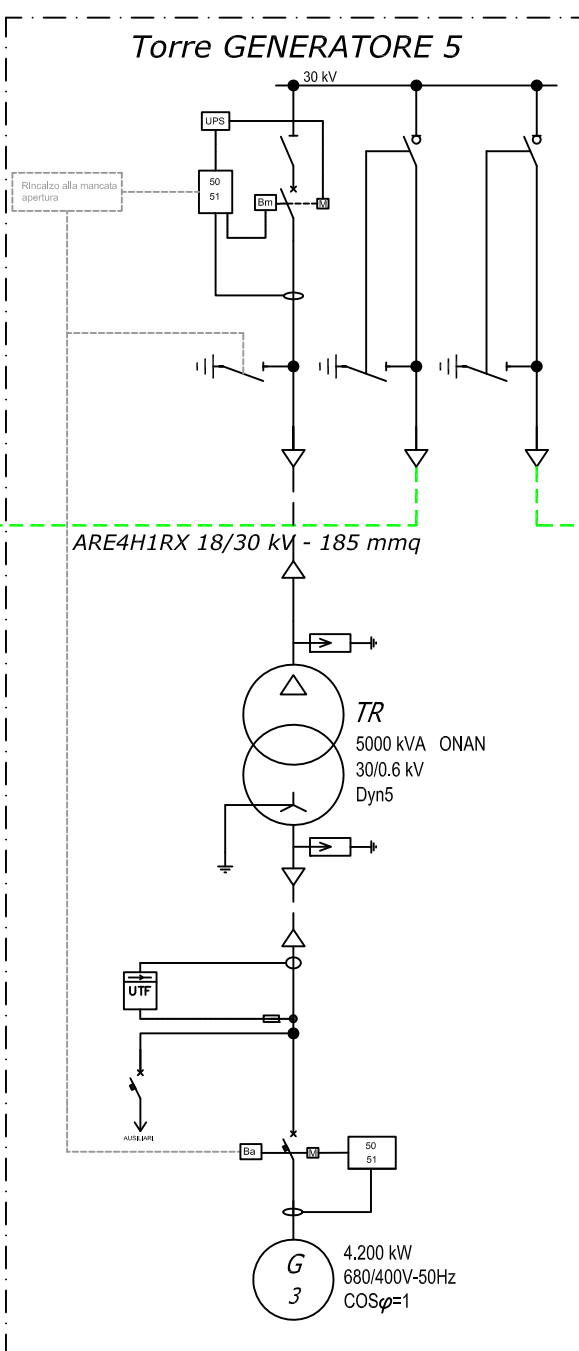 Torre GENERATORE 5
30 kV
UPS
RIncalzo alla mancata
apertura
50
51
Bm
M
ARE4H1RX 18/30 kV - 185 mmq
TR
5000 kVA ONAN
30/0.6 kV
Dyn5
UTF
AUSILIARI
Ba
M
50
51
G
3
4.200 kW
680/400V-50Hz
COSφ=1